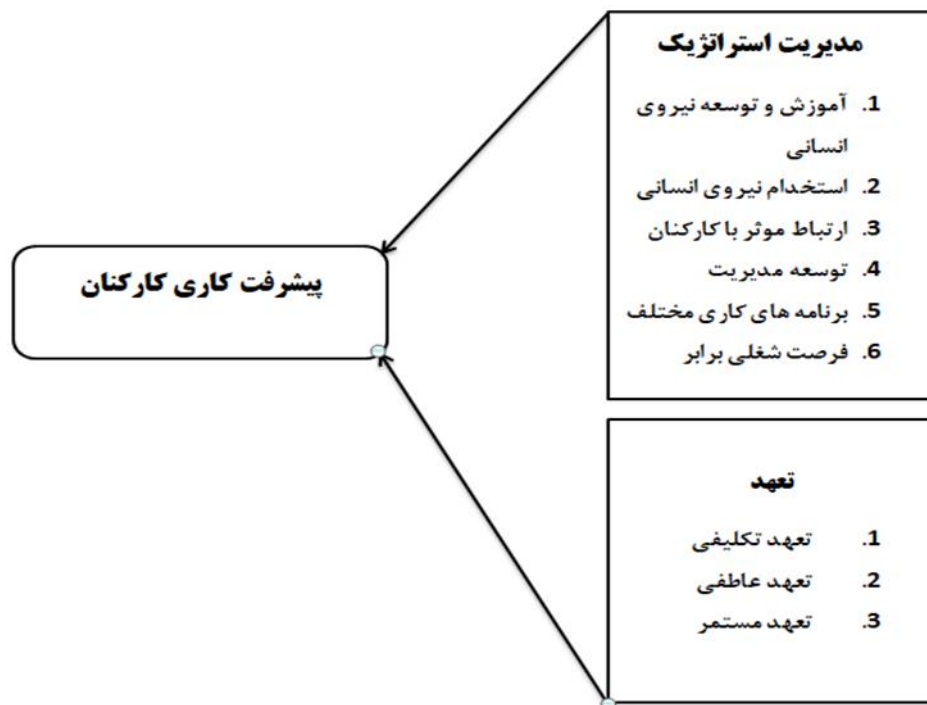 مدیریت استراتژیک
1. آموزش و توسعه نیروی
انسانی
2. استخدام نیروی انسانی
3. ارتباط موثر با کارکنان
4. توسعه مدیریت
5. برنامه های کاری مختلف
6. فرصت شغلی برابر
پیشرفت کاری کارکنان
تعهد
1. تعهد تکلیفی
2. تعهد عاطفی
3. تعهد مستمر